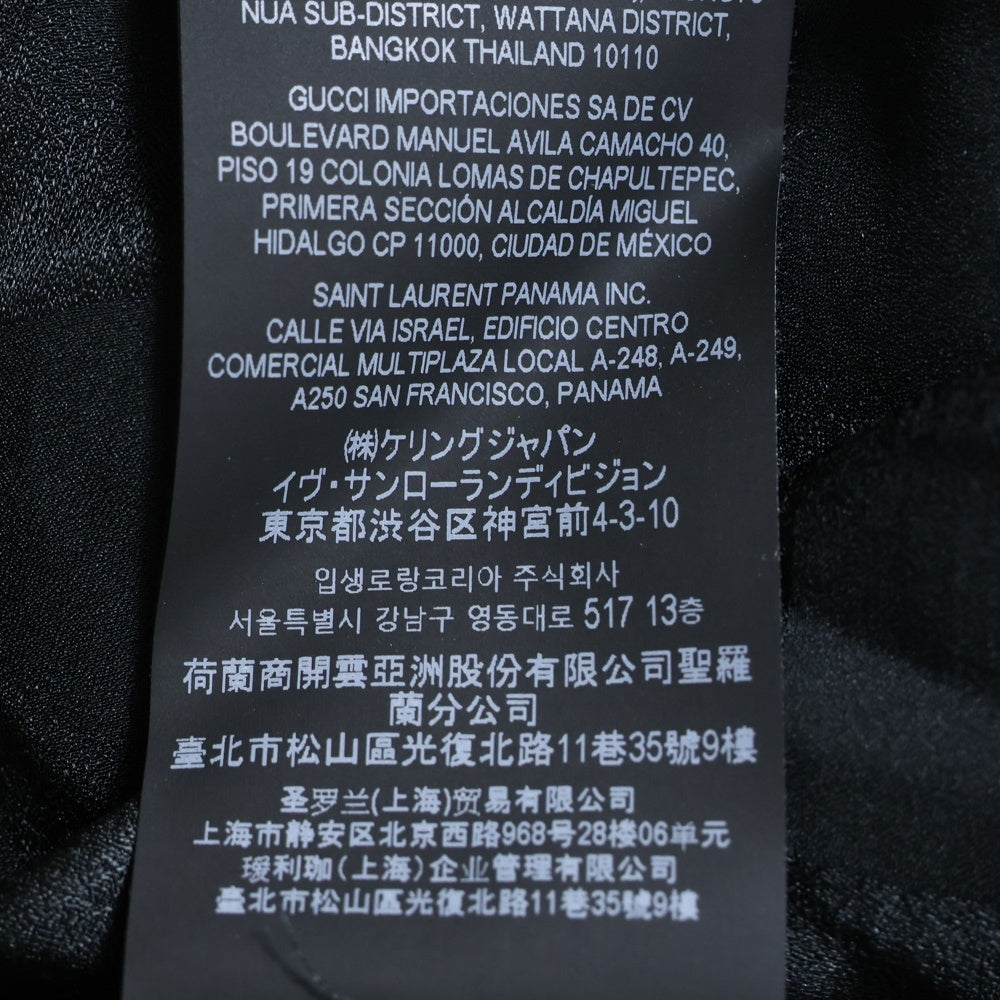 NUA SUB-DISTRICT, WATTANA DISTRICT,
BANGKOK THAILAND 10110
GUCCI IMPORTACIONES SA DE CV
BOULEVARD MANUEL AVILA CAMACHO 40,
PISO 19 COLONIA LOMAS DE CHAPULTEPEC,
PRIMERA SECCIÓN ALCALDÍA MIGUEL
HIDALGO CP 11000, CIUDAD DE MÉXICO
SAINT LAURENT PANAMA INC.
CALLE VIA ISRAEL, EDIFICIO CENTRO
COMERCIAL MULTIPLAZA LOCAL A-248, A-249,
A250 SAN FRANCISCO, PANAMA
(株)ケリングジャパン
イヴ・サンローランディビジョン
東京都渋谷区神宮前4-3-10
입생로랑코리아 주식회사
서울특별시 강남구 영동대로 517 13층
荷蘭商開雲亞洲股份有限公司聖羅
蘭分公司
臺北市松山區光復北路11巷35號9樓
圣罗兰(上海)贸易有限公司
上海市静安区北京西路968号28楼06单元
瑷利珈(上海)企业管理有限公司
臺北市松山區光復北路11巷35號9樓